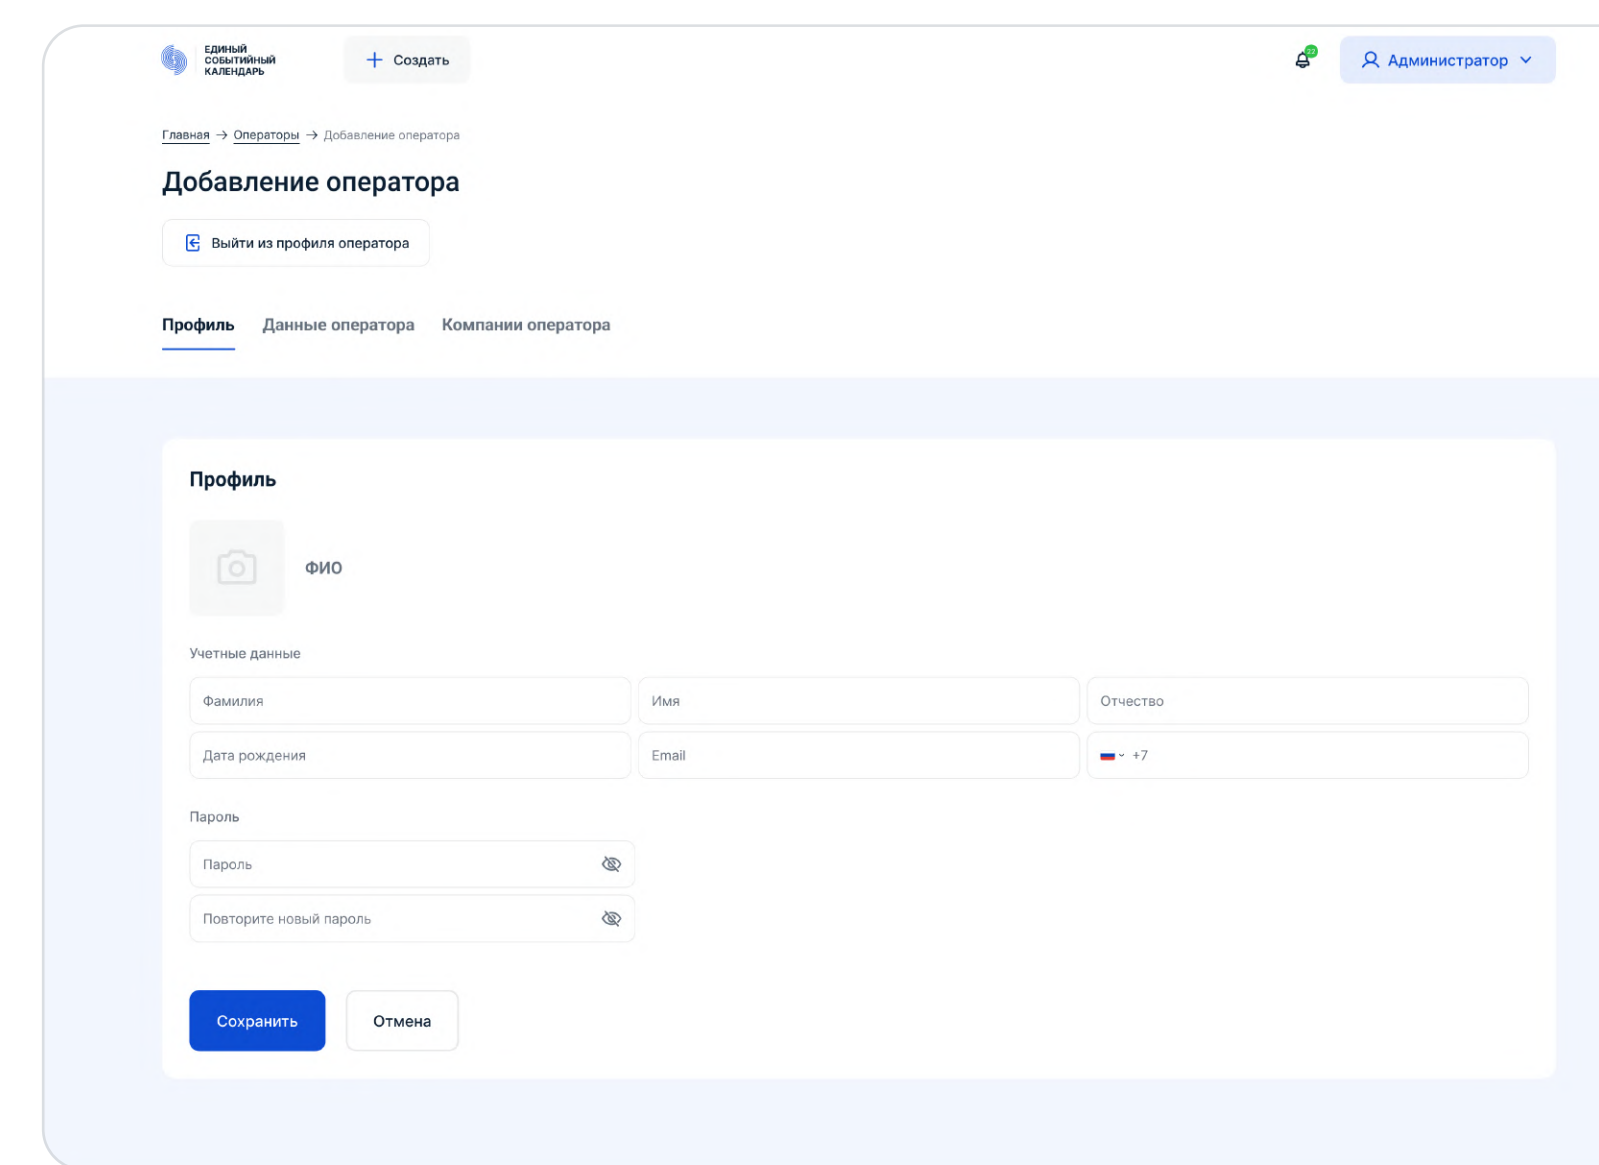 ЕДИНЫЙ
СОБЫТИЙНЫЙ
КАЛЕНДАРЬ
Создать
22
Администратор
Главная → Операторы → Добавление оператора
Добавление оператора
Выйти из профиля оператора
Профиль Данные оператора Компании оператора
Профиль
ФИО
Учетные данные
Фамилия Имя Отчество
Дата рождения Email +7
Пароль
Пароль
Повторите новый пароль
Сохранить Отмена